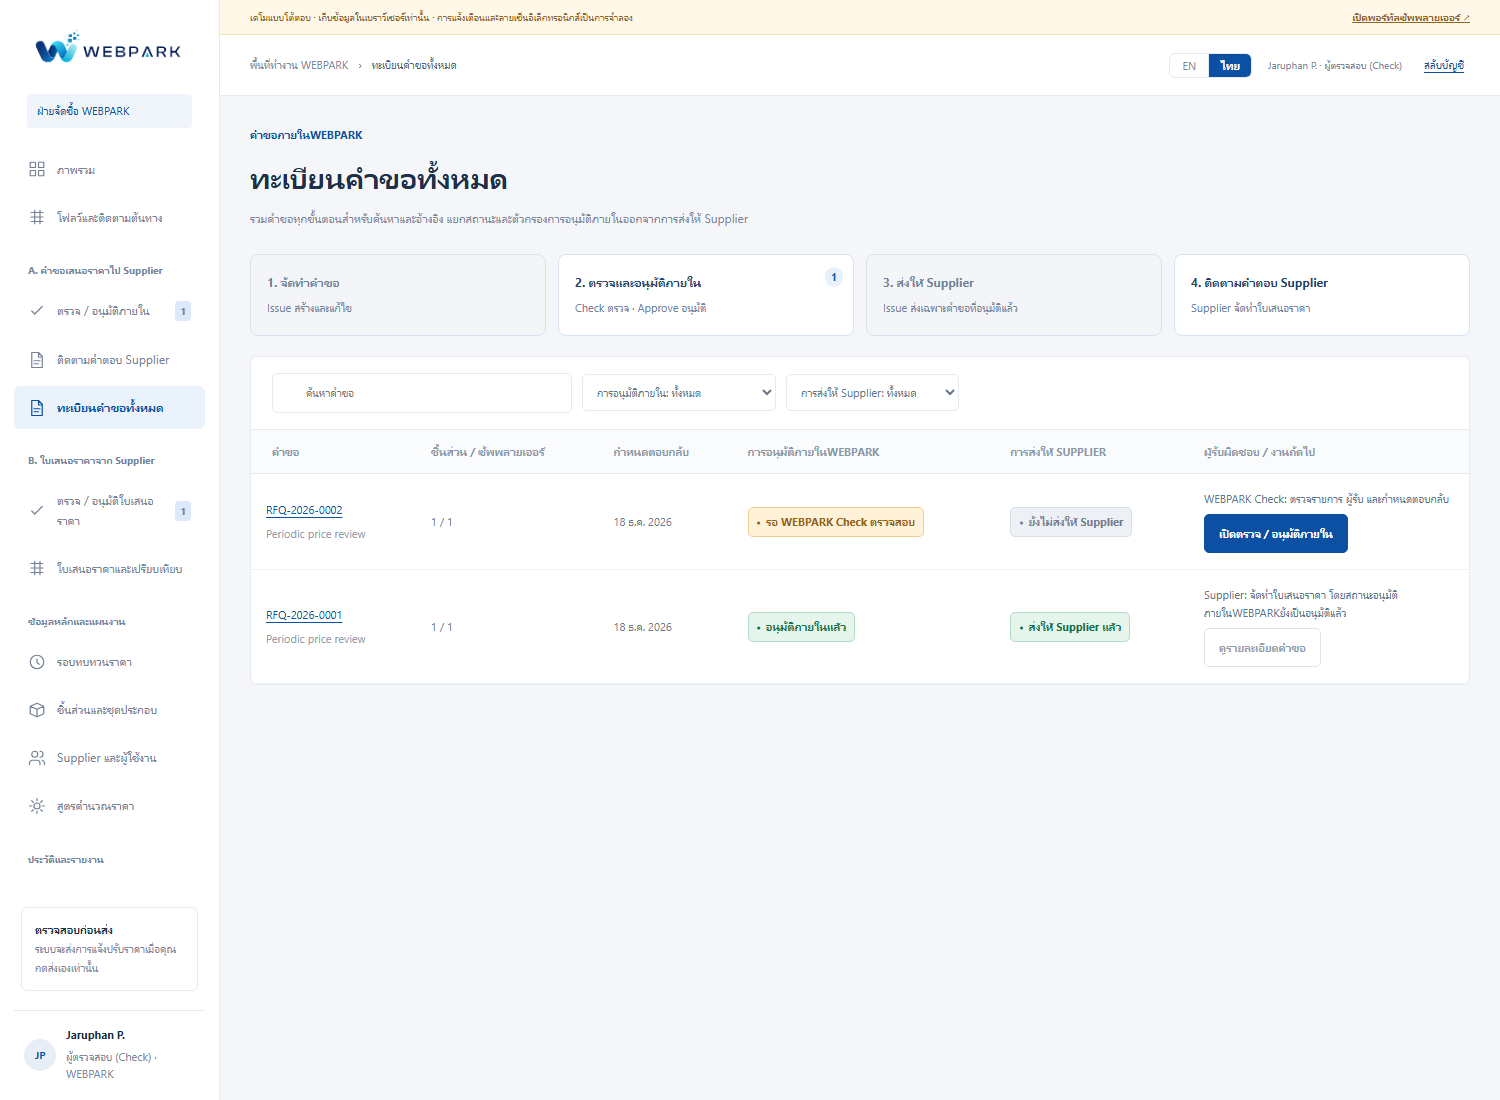 เดโมแบบโต้ตอบ · เก็บข้อมูลในเบราว์เซอร์เท่านั้น · การแจ้งเตือนและลายเซ็นอิเล็กทรอนิกส์เป็นการจำลอง
เปิดพอร์ทัลซัพพลายเออร์ ↗
WEBPARK
พื้นที่ทำงาน WEBPARK › ทะเบียนคำขอทั้งหมด
EN ไทย
Jaruphan P. · ผู้ตรวจสอบ (Check)
สลับบัญชี
ฝ่ายจัดซื้อ WEBPARK
ภาพรวม
โฟลว์และติดตามต้นทาง
A. คำขอเสนอราคาไป Supplier
ตรวจ / อนุมัติภายใน 1
ติดตามคำตอบ Supplier
ทะเบียนคำขอทั้งหมด
B. ใบเสนอราคาจาก Supplier
ตรวจ / อนุมัติใบเสนอ
ราคา 1
ใบเสนอราคาและเปรียบเทียบ
ข้อมูลหลักและแผนงาน
รอบทบทวนราคา
ชิ้นส่วนและชุดประกอบ
Supplier และผู้ใช้งาน
สูตรคำนวณราคา
ประวัติและรายงาน
ตรวจสอบก่อนส่ง
ระบบจะส่งการแจ้งปรับราคาเมื่อคุณ
กดส่งเองเท่านั้น
JP
Jaruphan P.
ผู้ตรวจสอบ (Check) ·
WEBPARK
คำขอภายในWEBPARK
ทะเบียนคำขอทั้งหมด
รวมคำขอทุกขั้นตอนสำหรับค้นหาและอ้างอิง แยกสถานะและตัวกรองการอนุมัติภายในออกจากการส่งให้ Supplier
1. จัดทำคำขอ
Issue สร้างและแก้ไข
2. ตรวจและอนุมัติภายใน 1
Check ตรวจ · Approve อนุมัติ
3. ส่งให้ Supplier
Issue ส่งเฉพาะคำขอที่อนุมัติแล้ว
4. ติดตามคำตอบ Supplier
Supplier จัดทำใบเสนอราคา
ค้นหาคำขอ
การอนุมัติภายใน: ทั้งหมด
การส่งให้ Supplier: ทั้งหมด
คำขอ ชิ้นส่วน / ซัพพลายเออร์ กำหนดตอบกลับ การอนุมัติภายในWEBPARK การส่งให้ SUPPLIER ผู้รับผิดชอบ / งานถัดไป
RFQ-2026-0002
Periodic price review
1 / 1
18 ธ.ค. 2026
• รอ WEBPARK Check ตรวจสอบ
• ยังไม่ส่งให้ Supplier
WEBPARK Check: ตรวจรายการ ผู้รับ และกำหนดตอบกลับ
เปิดตรวจ / อนุมัติภายใน
RFQ-2026-0001
Periodic price review
1 / 1
18 ธ.ค. 2026
• อนุมัติภายในแล้ว
• ส่งให้ Supplier แล้ว
Supplier: จัดทำใบเสนอราคา โดยสถานะอนุมัติ
ภายในWEBPARKยังเป็นอนุมัติแล้ว
ดูรายละเอียดคำขอ